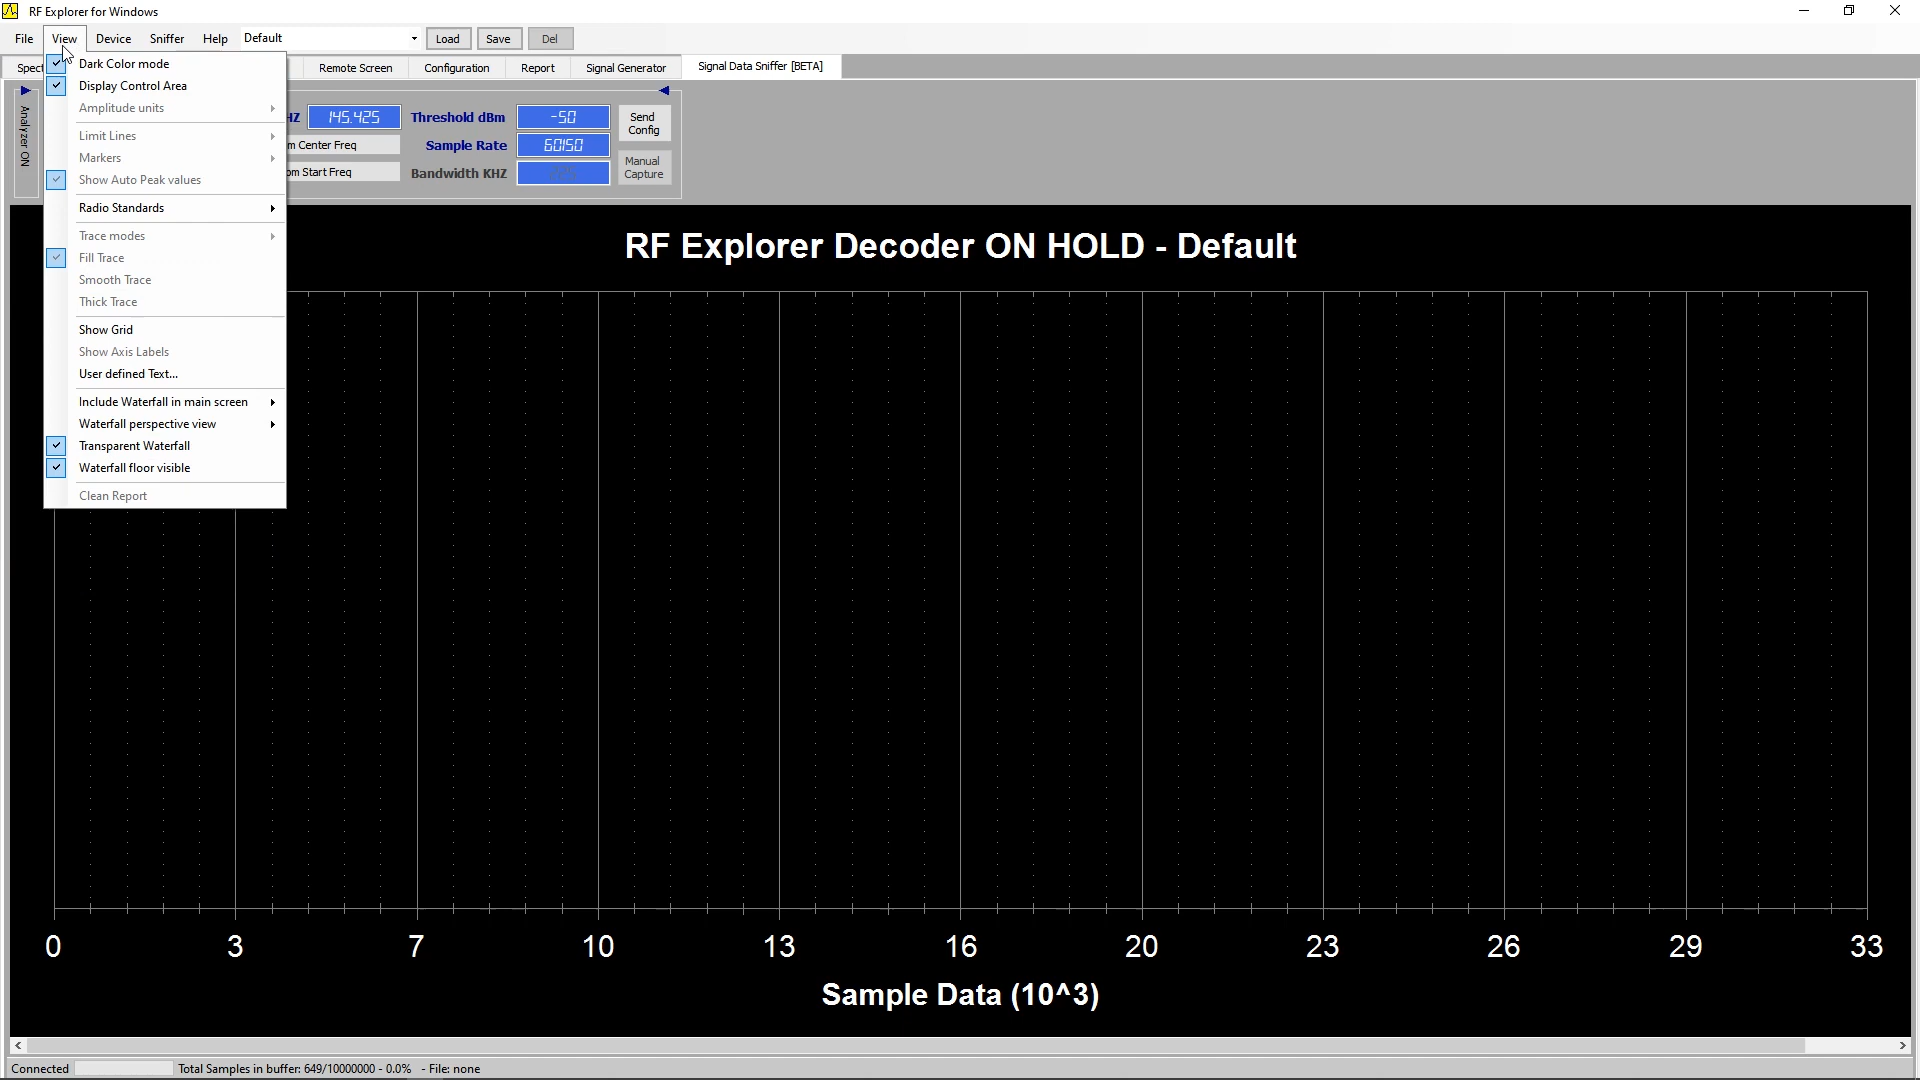 RF Explorer for Windows
File View Device Sniffer Help Default Load Save Del
Spect
Remote Screen Configuration Report Signal Generator Signal Data Sniffer [BETA]
Dark Color mode
Display Control Area
Amplitude units
Limit Lines
Markers
Show Auto Peak values
Radio Standards
Trace modes
Fill Trace
Smooth Trace
Thick Trace
Show Grid
Show Axis Labels
User defined Text...
Include Waterfall in main screen
Waterfall perspective view
Transparent Waterfall
Waterfall floor visible
Clean Report
Analyzer ON
HZ 145.425 Threshold dBm -50 Send Config
m Center Freq Sample Rate 60150
om Start Freq Bandwidth KHZ Manual Capture
RF Explorer Decoder ON HOLD - Default
0 3 7 10 13 16 20 23 26 29 33
Sample Data (10^3)
Connected Total Samples in buffer: 649/10000000 - 0.0% - File: none